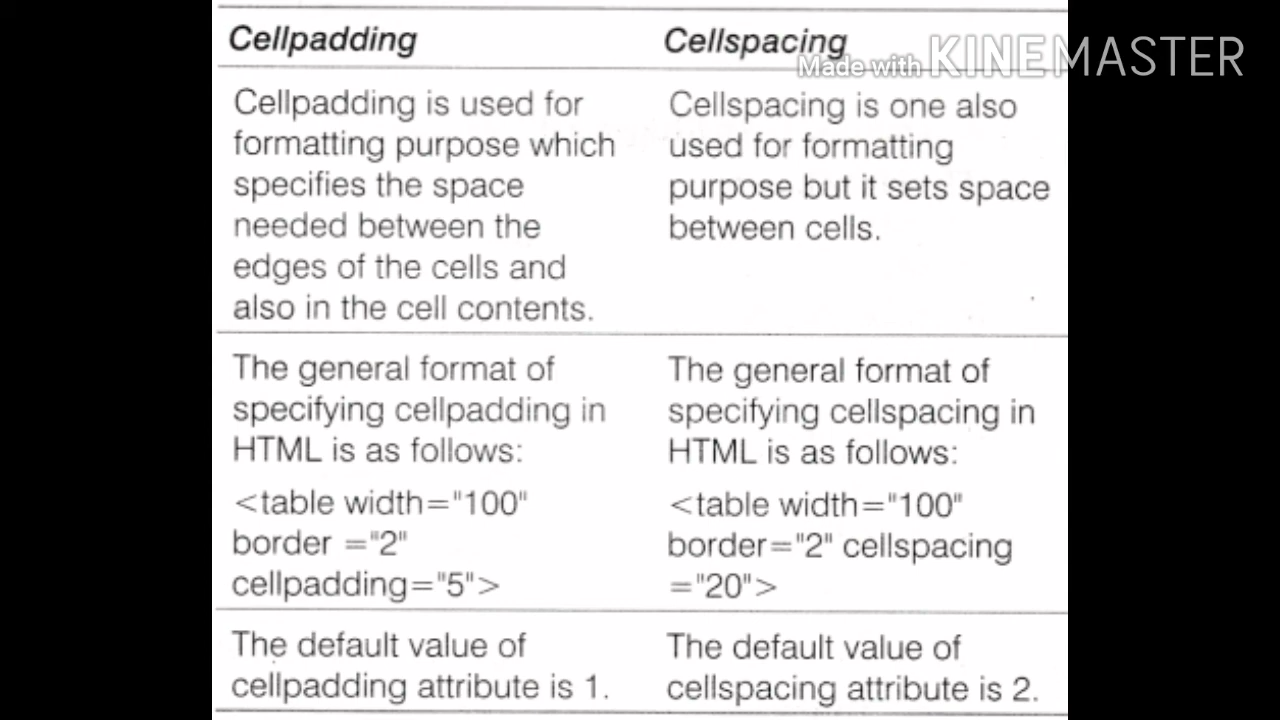 Cellpadding
Cellspacing
Made with KINEMASTER
Cellpadding is used for
formatting purpose which
specifies the space
needed between the
edges of the cells and
also in the cell contents.
Cellspacing is one also
used for formatting
purpose but it sets space
between cells.
The general format of
specifying cellpadding in
HTML is as follows:
<table width="100"
border ="2"
cellpadding="5">
The general format of
specifying cellspacing in
HTML is as follows:
<table width="100"
border="2" cellspacing
="20">
The default value of
cellpadding attribute is 1.
The default value of
cellspacing attribute is 2.